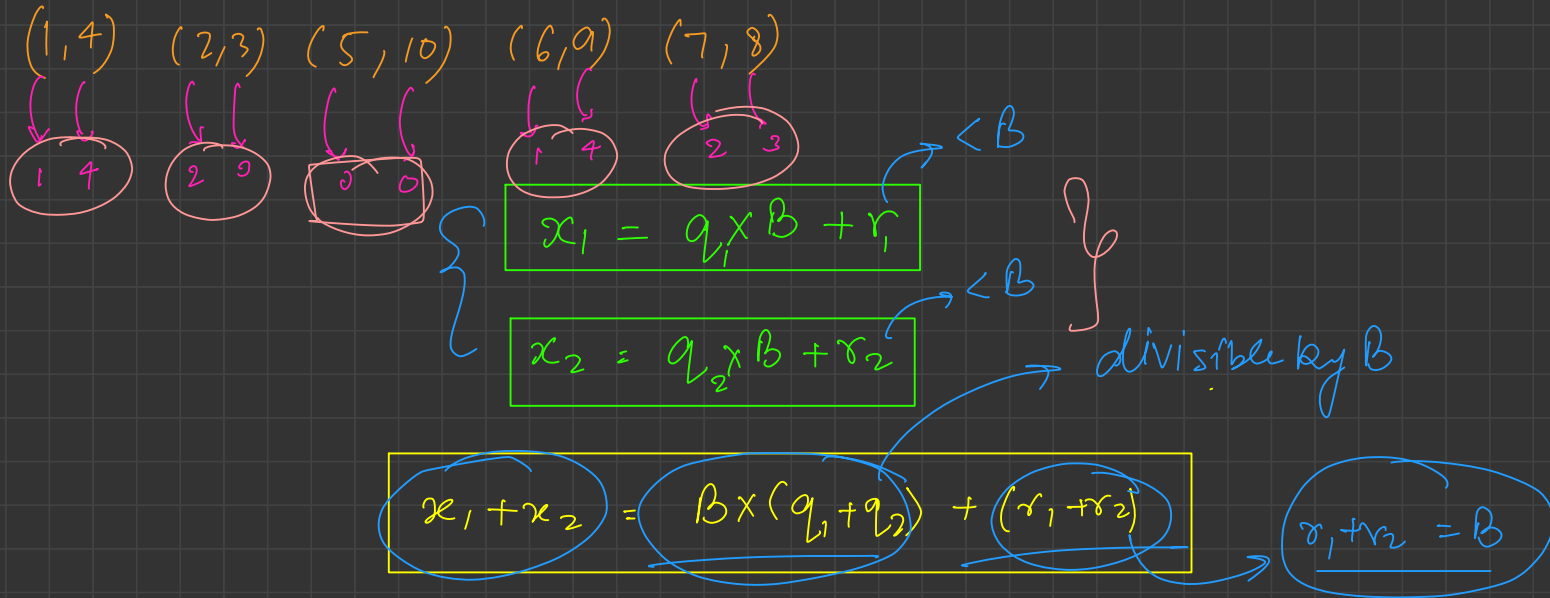 (1,4) (2,3) (5,10) (6,9) (7,8)
1 4 2 3 0 0 1 4 2 3
< B
x₁ = q₁ × B + r₁
< B
x₂ = q₂ × B + r₂
divisible by B
x₁ + x₂ = B × (q₁ + q₂) + (r₁ + r₂)
r₁ + r₂ = B